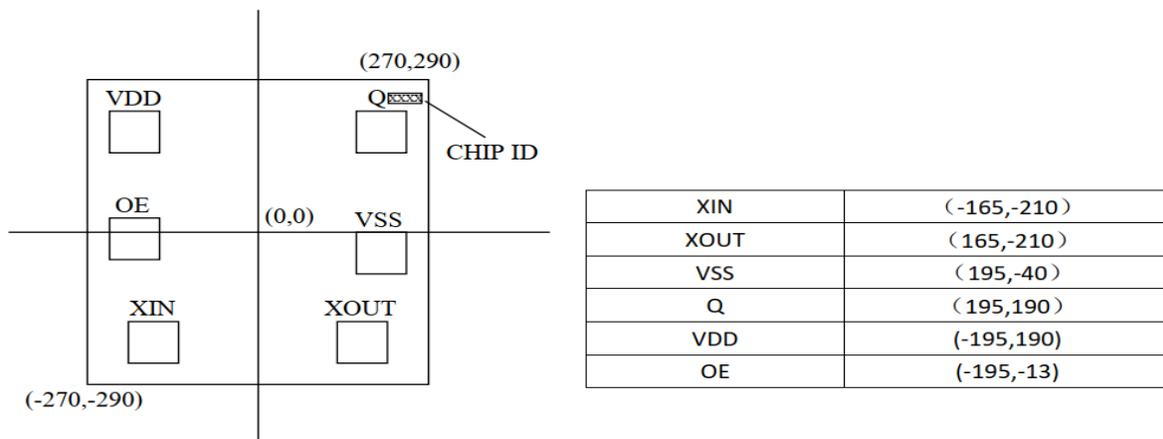 (270,290)
VDD
Q xxxx
CHIP ID
OE
(0,0)
VSS
XIN
XOUT
(-270,-290)
XIN （-165,-210）
XOUT （165,-210）
VSS （195,-40）
Q （195,190）
VDD (-195,190)
OE (-195,-13)